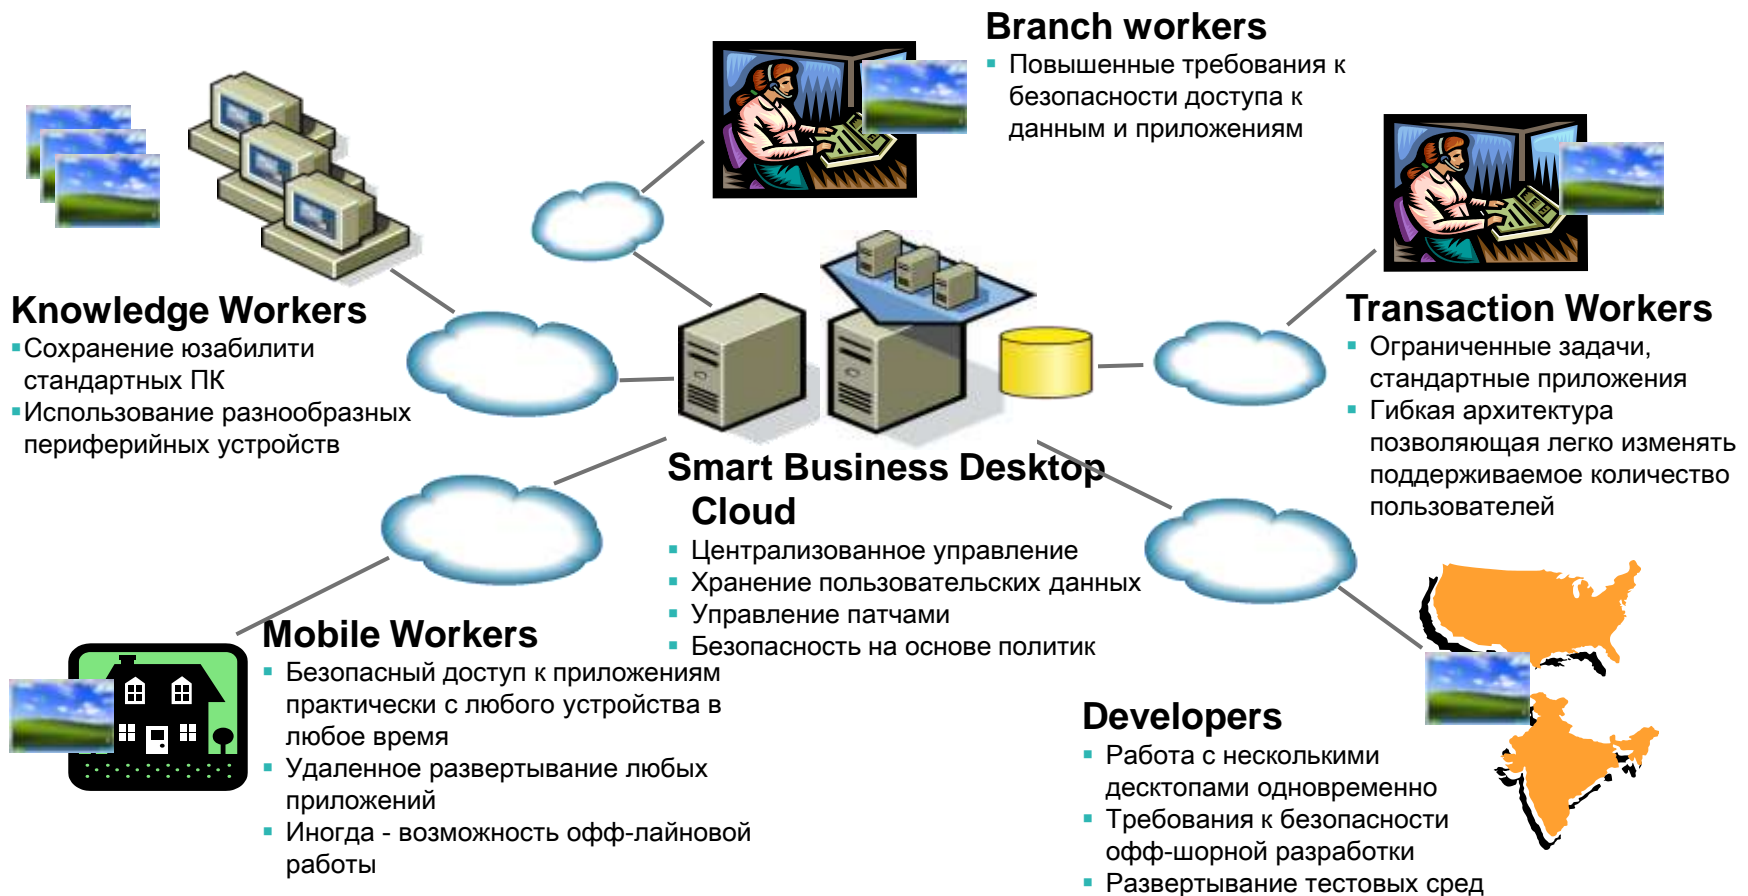 Branch workers
▪ Повышенные требования к
безопасности доступа к
данным и приложениям
Knowledge Workers
▪Сохранение юзабилити
стандартных ПК
▪Использование разнообразных
периферийных устройств
Transaction Workers
▪ Ограниченные задачи,
стандартные приложения
▪ Гибкая архитектура
позволяющая легко изменять
поддерживаемое количество
пользователей
Smart Business Desktop
Cloud
▪ Централизованное управление
▪ Хранение пользовательских данных
▪ Управление патчами
▪ Безопасность на основе политик
Mobile Workers
▪ Безопасный доступ к приложениям
практически с любого устройства в
любое время
▪ Удаленное развертывание любых
приложений
▪ Иногда - возможность офф-лайновой
работы
Developers
▪ Работа с несколькими
десктопами одновременно
▪ Требования к безопасности
офф-шорной разработки
▪ Развертывание тестовых сред